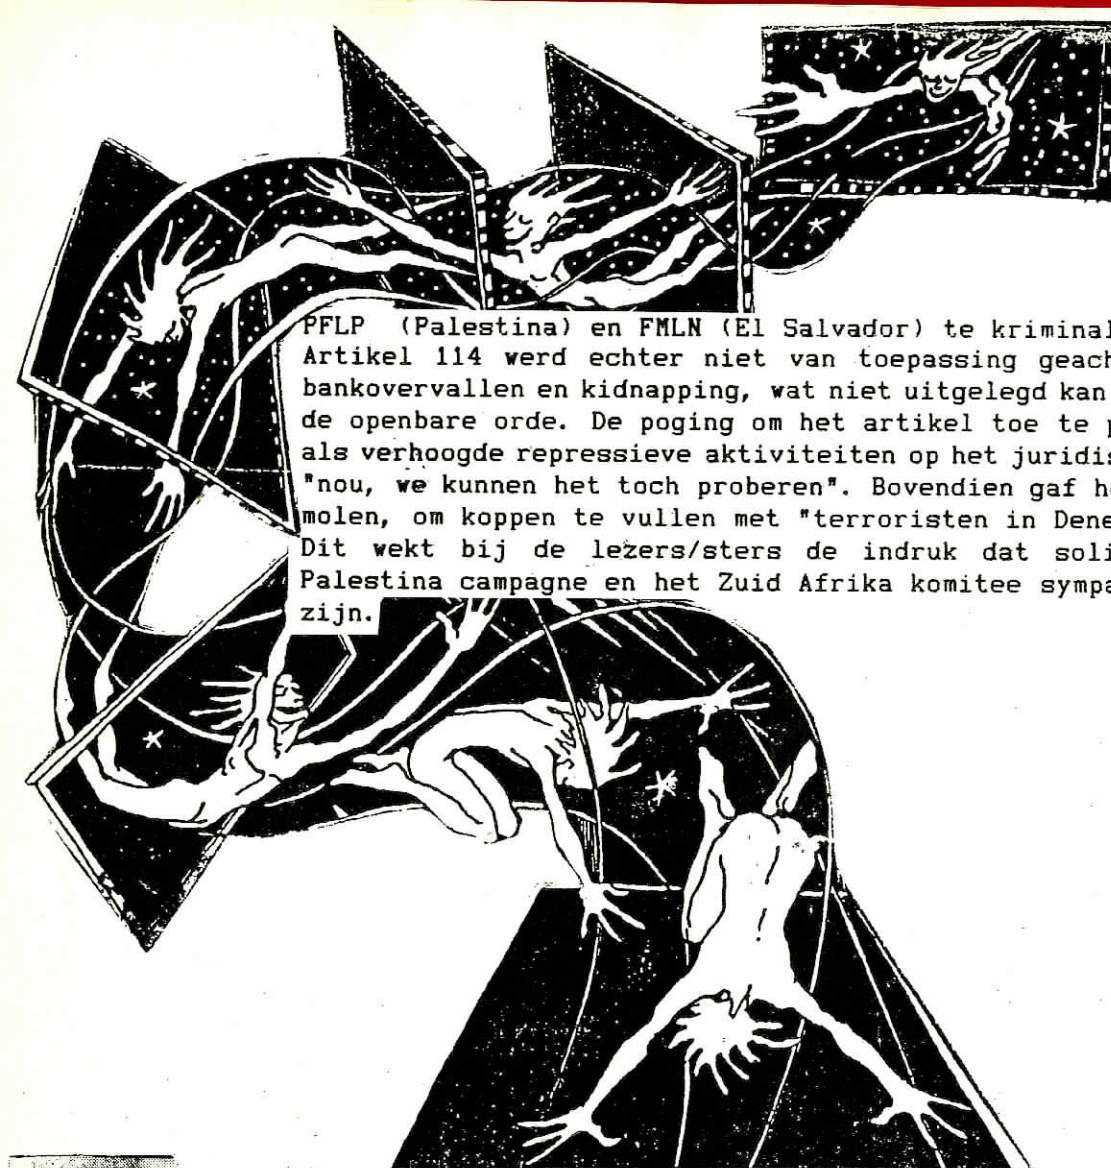 PFLP (Palestina) en FMLN (El Salvador) te kriminal
Artikel 114 werd echter niet van toepassing geach
bankovervallen en kidnapping, wat niet uitgelegd kan
de openbare orde. De poging om het artikel toe te
als verhoogde repressieve aktiviteiten op het juridis
"nou, we kunnen het toch proberen". Bovendien gaf h
molen, om koppen te vullen met "terroristen in Dene
Dit wekt bij de lezers/sters de indruk dat soli
Palestina campagne en het Zuid Afrika komitee sympa
zijn.